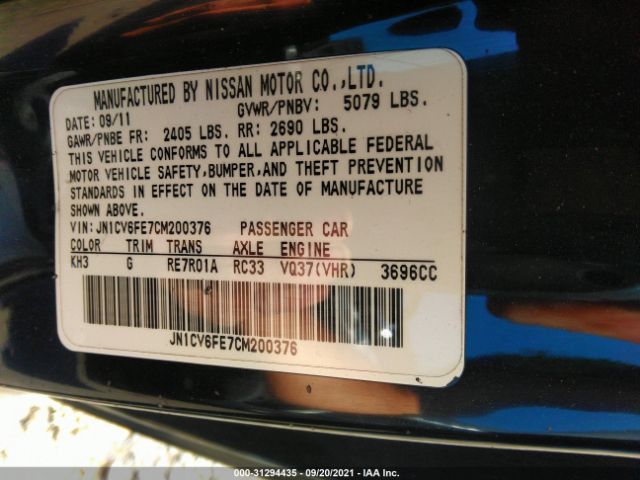 MANUFACTURED BY NISSAN MOTOR CO.,LTD.
DATE: 09/11 GVWR/PNBV: 5079 LBS.
GAWR/PNBE FR: 2405 LBS. RR: 2690 LBS.
THIS VEHICLE CONFORMS TO ALL APPLICABLE FEDERAL
MOTOR VEHICLE SAFETY,BUMPER,AND THEFT PREVENTION
STANDARDS IN EFFECT ON THE DATE OF MANUFACTURE
SHOWN ABOVE.
VIN:JN1CV6FE7CM200376 PASSENGER CAR
COLOR TRIM TRANS AXLE ENGINE
KH3 G RE7R01A RC33 VQ37(VHR) 3696CC
JN1CV6FE7CM200376
000-31294435 - 09/20/2021 - IAA Inc.